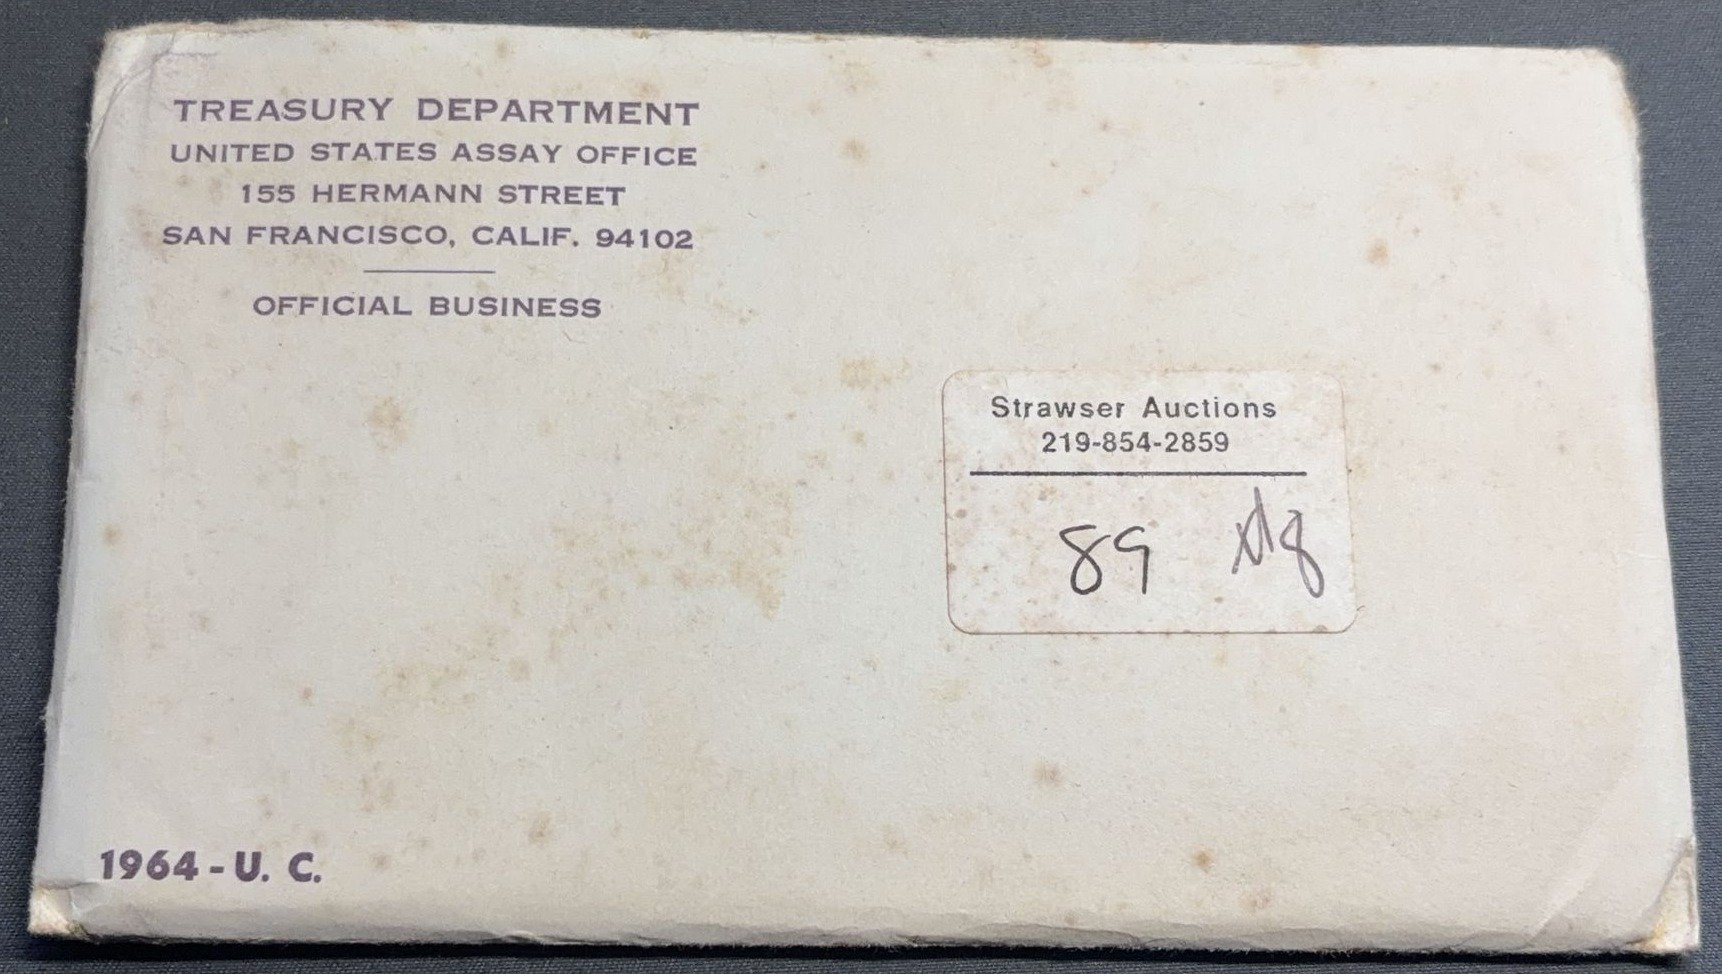 TREASURY DEPARTMENT
UNITED STATES ASSAY OFFICE
155 HERMANN STREET
SAN FRANCISCO, CALIF. 94102
OFFICIAL BUSINESS
Strawser Auctions
219-854-2859
89
1964 - U. C.